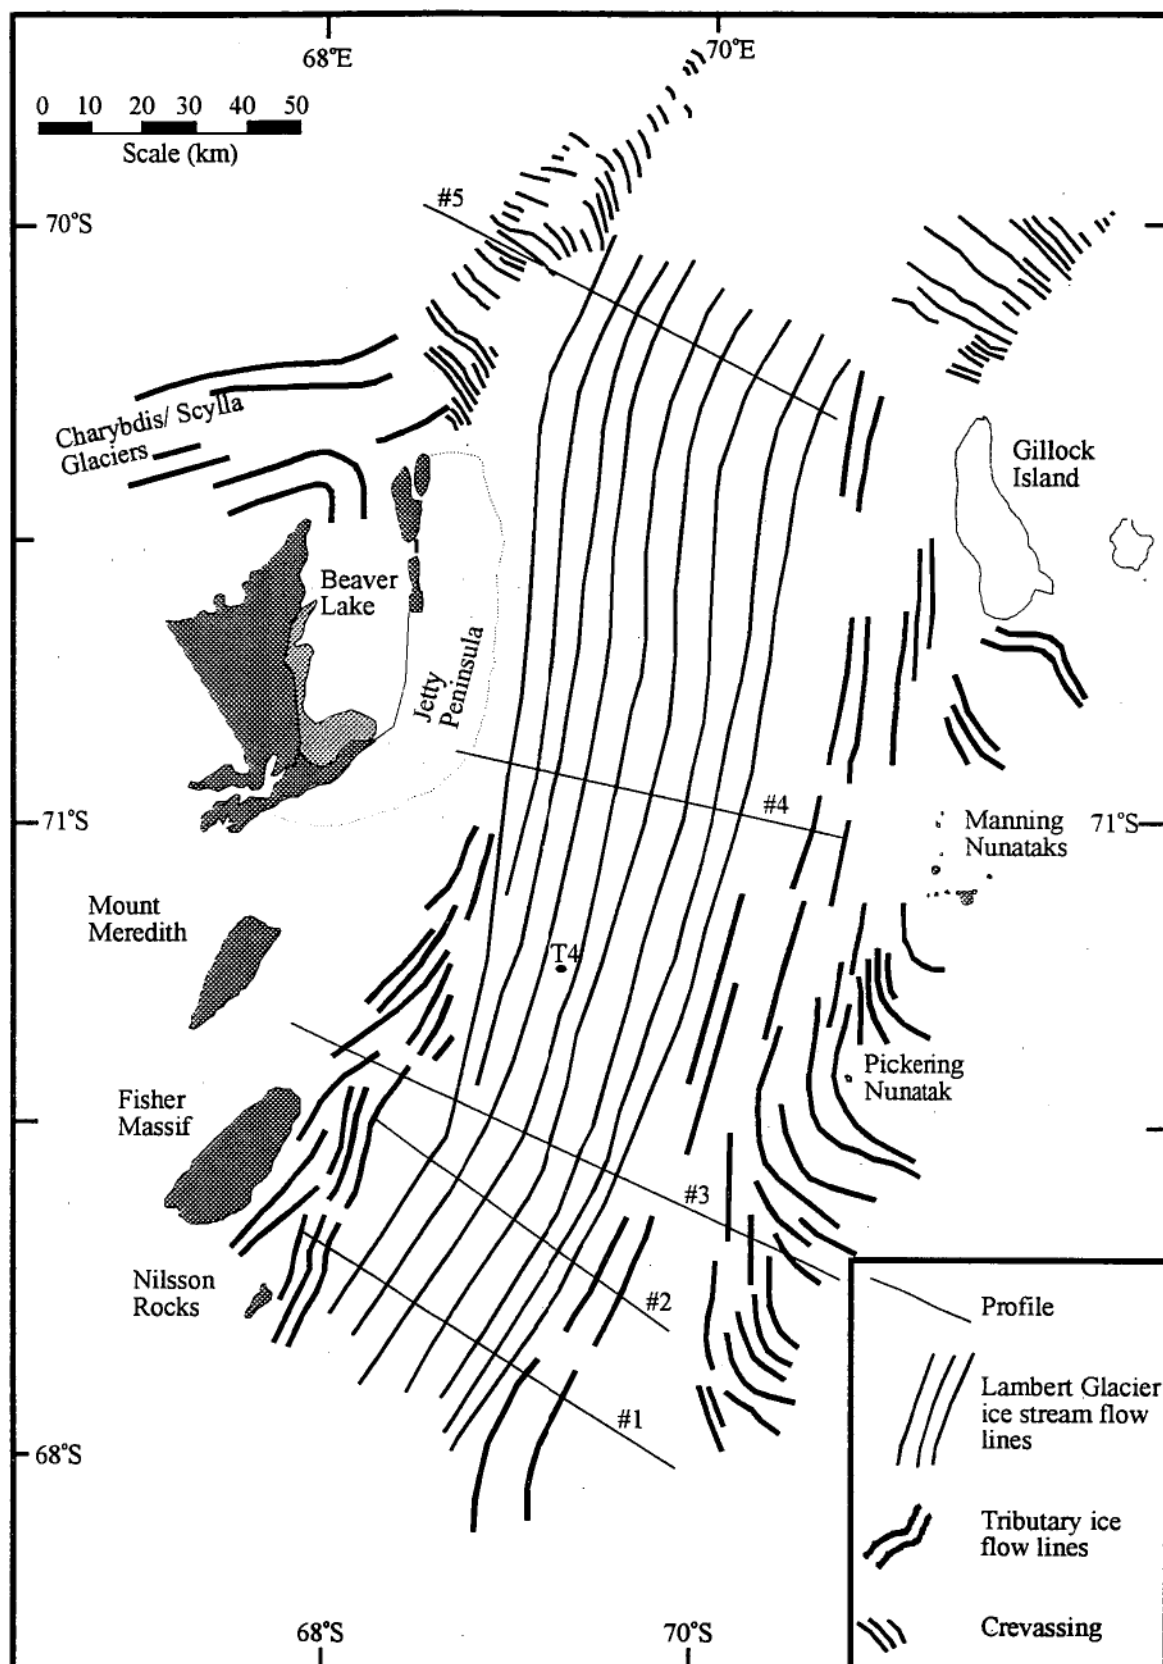 68°E
70°E
0 10 20 30 40 50
Scale (km)
#5
70°S
Charybdis/ Scylla
Glaciers
Gillock
Island
Beaver
Lake
Jetty
Peninsula
#4
71°S
Manning
Nunataks
71°S
Mount
Meredith
T4
Pickering
Nunatak
Fisher
Massif
#3
Nilsson
Rocks
#2
Profile
Lambert Glacier
ice stream flow
lines
#1
68°S
Tributary ice
flow lines
Crevassing
68°S
70°S